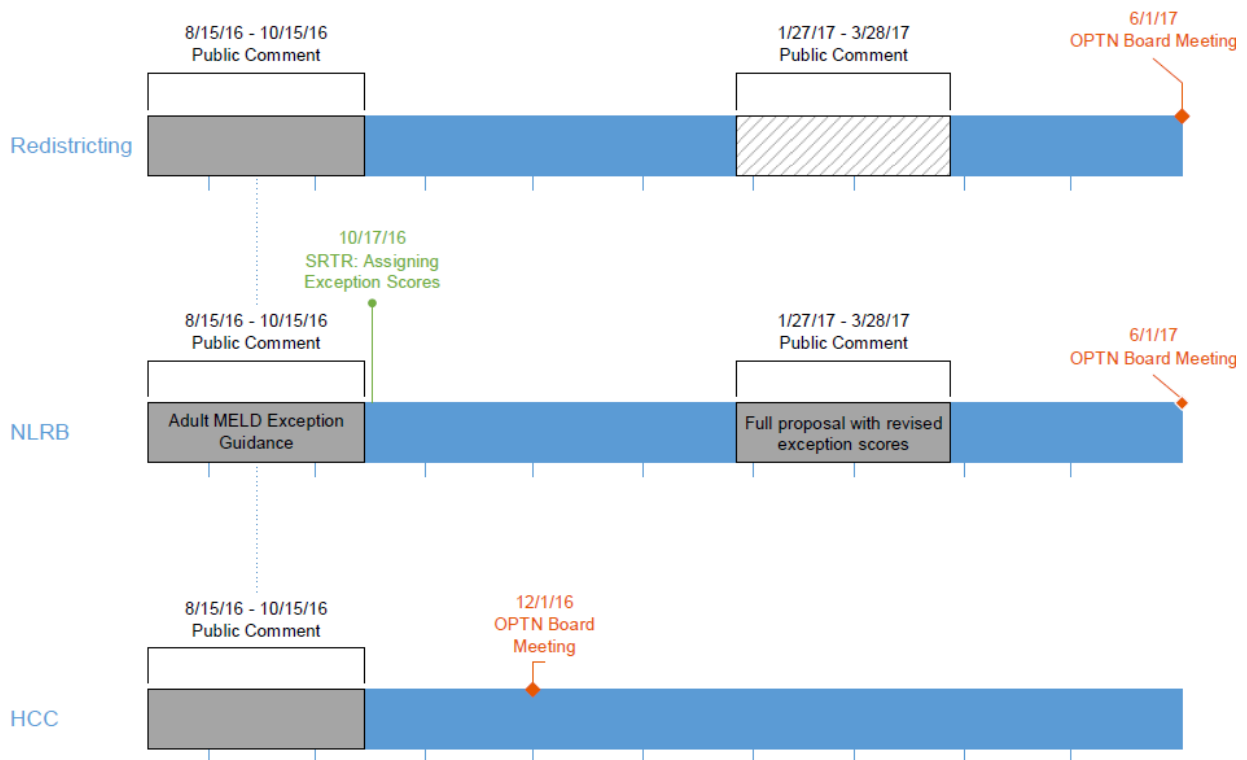 8/15/16 - 10/15/16
Public Comment
1/27/17 - 3/28/17
Public Comment
6/1/17
OPTN Board Meeting
Redistricting
10/17/16
SRTR: Assigning
Exception Scores
8/15/16 - 10/15/16
Public Comment
1/27/17 - 3/28/17
Public Comment
6/1/17
OPTN Board Meeting
NLRB
Adult MELD Exception
Guidance
Full proposal with revised
exception scores
8/15/16 - 10/15/16
Public Comment
12/1/16
OPTN Board
Meeting
HCC